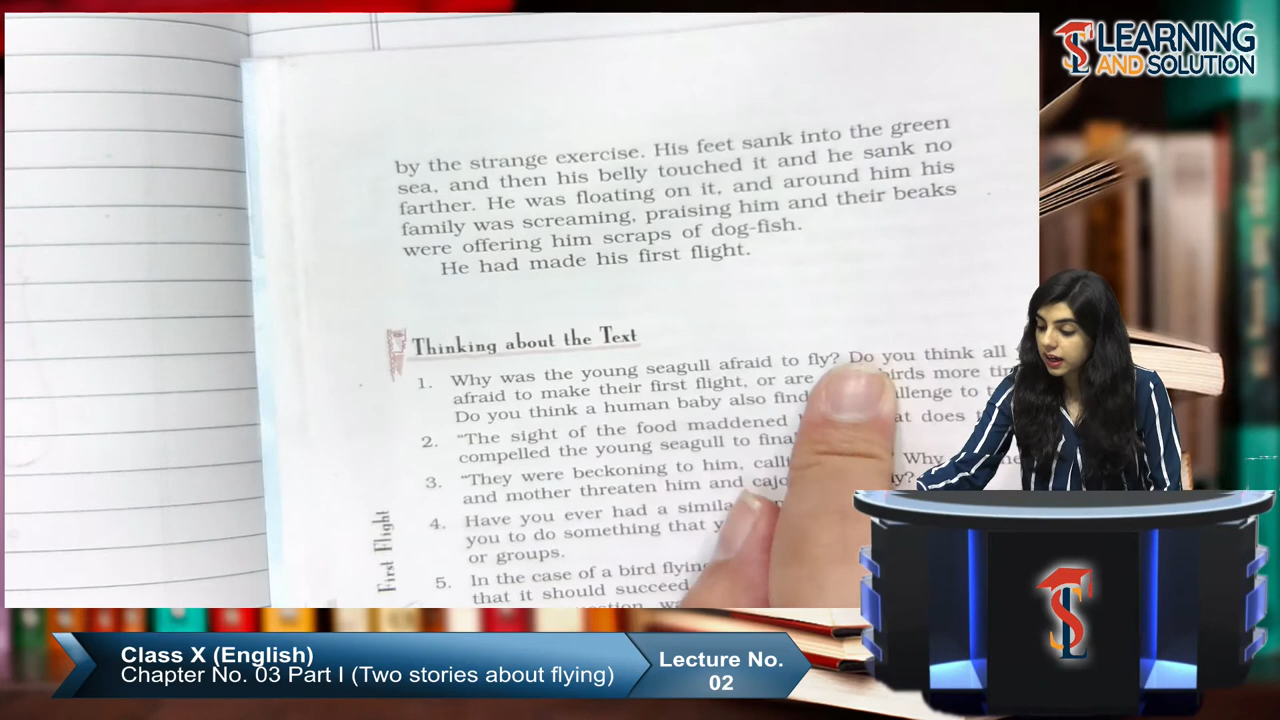 LEARNING
AND SOLUTION
by the strange exercise. His feet sank into the green
sea, and then his belly touched it and he sank no
farther. He was floating on it, and around him his
family was screaming, praising him and their beaks
were offering him scraps of dog-fish.
He had made his first flight.
Thinking about the Text
1. Why was the young seagull afraid to fly? Do you think all
afraid to make their first flight, or are birds more
Do you think a human baby also challenge to
2. "The sight of the food maddened does
compelled the young seagull to
3. "They were beckoning to him, Why
and mother threaten him and
4. Have you ever had a
you to do something that
or groups.
5. In the case of a bird
that it should succeed
First Flight
Class X (English)
Chapter No. 03 Part I (Two stories about flying)
Lecture No.
02